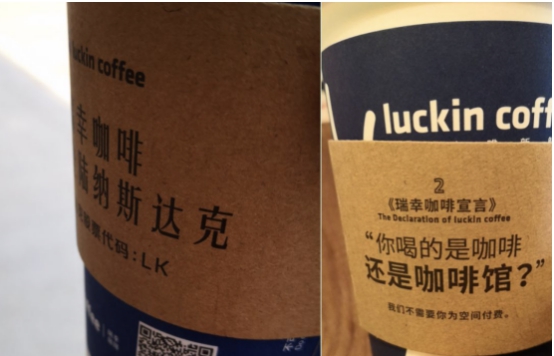 luckin coffee
幸咖啡
陆纳斯达克
票代码:LK
luckin coff
2
《瑞幸咖啡宣言》
The Declaration of luckin coffee
“你喝的是咖啡
还是咖啡馆?”
我们不需要你为空间付费。